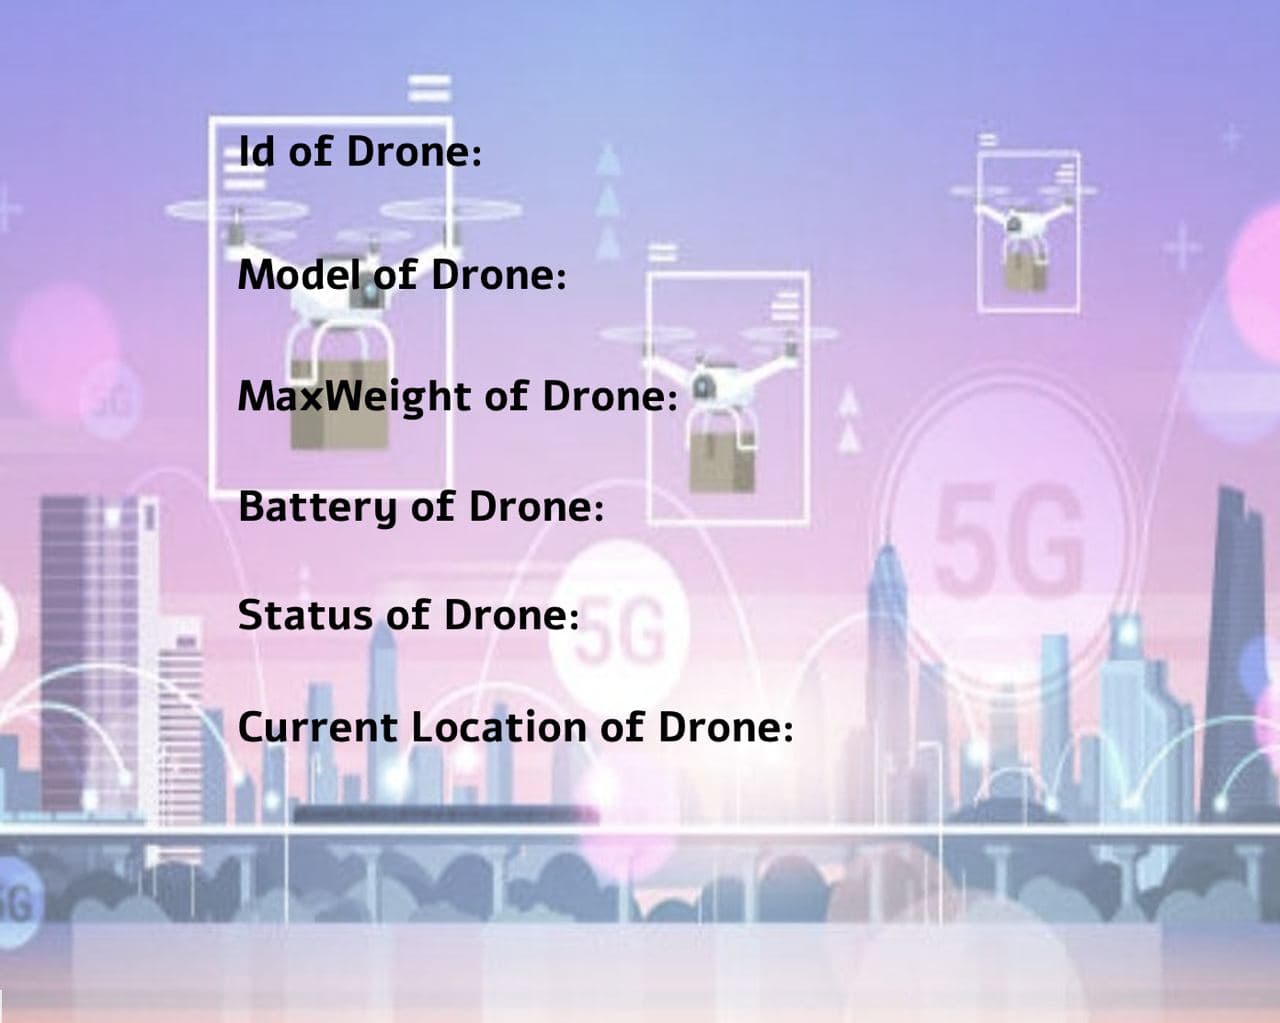 Id of Drone:
Model of Drone:
MaxWeight of Drone:
Battery of Drone:
Status of Drone:
Current Location of Drone:
5G
5G
5G
5G